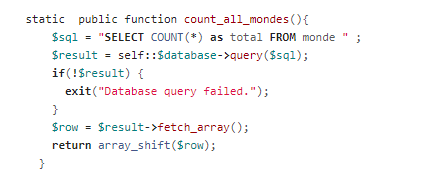 static  public function count_all_mondes(){
$sql = "SELECT COUNT(*) as total FROM monde " ;
$result = self::$database->query($sql);
if(!$result) {
exit("Database query failed.");
}
$row = $result->fetch_array();
return array_shift($row);
}